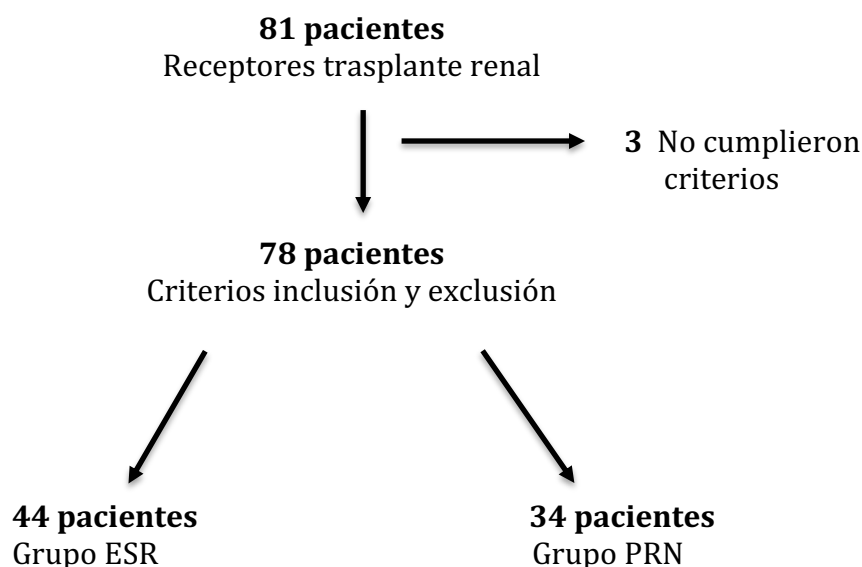 81 pacientes
Receptores trasplante renal
3 No cumplieron
criterios
78 pacientes
Criterios inclusión y exclusión
44 pacientes
Grupo ESR
34 pacientes
Grupo PRN